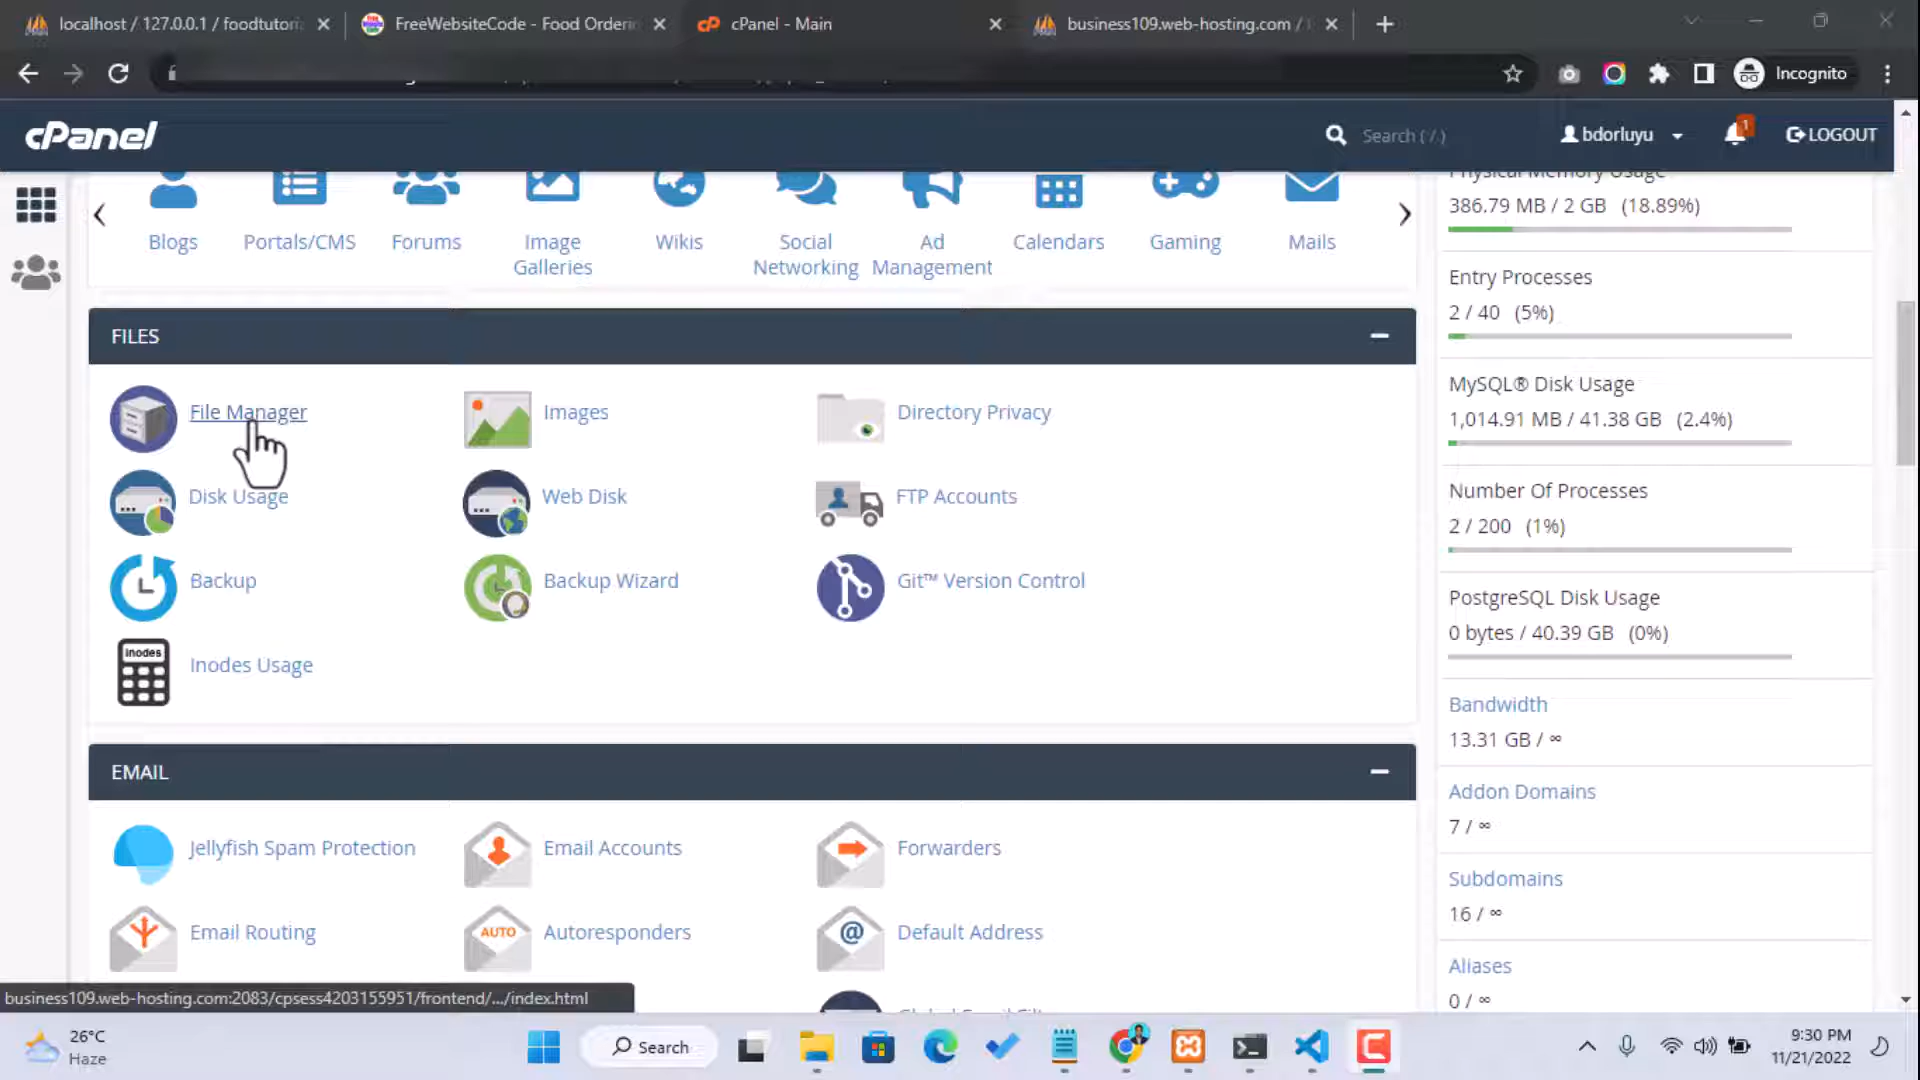 localhost / 127.0.0.1 / foodtutori
FreeWebsiteCode - Food Orderin
cPanel - Main
business109.web-hosting.com /
Incognito
cPanel
Search ( / )
bdorluyu
1
LOGOUT
Blogs
Portals/CMS
Forums
Image Galleries
Wikis
Social Networking
Ad Management
Calendars
Gaming
Mails
Physical Memory Usage
386.79 MB / 2 GB (18.89%)
Entry Processes
2 / 40 (5%)
MySQL® Disk Usage
1,014.91 MB / 41.38 GB (2.4%)
Number Of Processes
2 / 200 (1%)
PostgreSQL Disk Usage
0 bytes / 40.39 GB (0%)
Bandwidth
13.31 GB / ∞
Addon Domains
7 / ∞
Subdomains
16 / ∞
Aliases
0 / ∞
FILES
File Manager
Images
Directory Privacy
Disk Usage
Web Disk
FTP Accounts
Backup
Backup Wizard
Git™ Version Control
inodes
Inodes Usage
EMAIL
Jellyfish Spam Protection
Email Accounts
Forwarders
Email Routing
AUTO
Autoresponders
@
Default Address
business109.web-hosting.com:2083/cpsess4203155951/frontend/.../index.html
26°C
Haze
Search
9:30 PM
11/21/2022